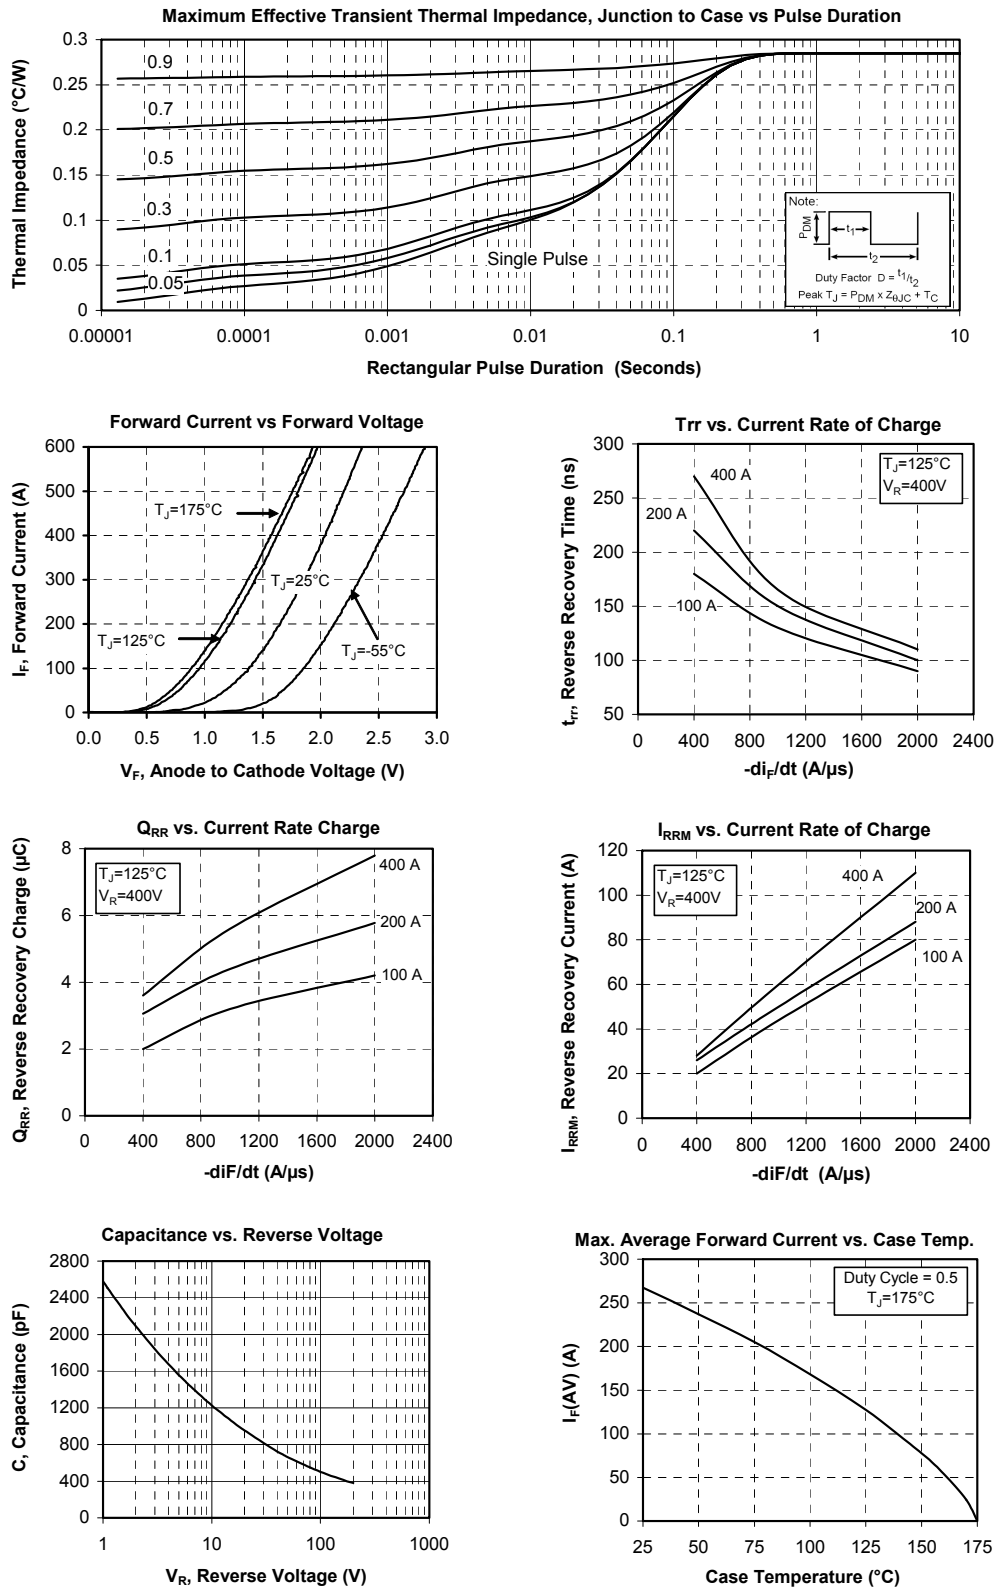 Maximum Effective Transient Thermal Impedance, Junction to Case vs Pulse Duration
Thermal Impedance (°C/W)
0.3
0.25
0.2
0.15
0.1
0.05
0
0.9
0.7
0.5
0.3
0.1
0.05
Single Pulse
Note:
PDM
t1
t2
Duty Factor D = t1/t2
Peak TJ = PDM x ZθJC + TC
0.00001
0.0001
0.001
0.01
0.1
1
10
Rectangular Pulse Duration (Seconds)
Forward Current vs Forward Voltage
IF, Forward Current (A)
600
500
400
300
200
100
0
TJ=175°C
TJ=25°C
TJ=125°C
TJ=-55°C
0.0
0.5
1.0
1.5
2.0
2.5
3.0
VF, Anode to Cathode Voltage (V)
Trr vs. Current Rate of Charge
trr, Reverse Recovery Time (ns)
300
250
200
150
100
50
TJ=125°C
VR=400V
400 A
200 A
100 A
0
400
800
1200
1600
2000
2400
-diF/dt (A/µs)
QRR vs. Current Rate Charge
QRR, Reverse Recovery Charge (µC)
8
6
4
2
0
TJ=125°C
VR=400V
400 A
200 A
100 A
0
400
800
1200
1600
2000
2400
-diF/dt (A/µs)
IRRM vs. Current Rate of Charge
IRRM, Reverse Recovery Current (A)
120
100
80
60
40
20
0
TJ=125°C
VR=400V
400 A
200 A
100 A
0
400
800
1200
1600
2000
2400
-diF/dt (A/µs)
Capacitance vs. Reverse Voltage
C, Capacitance (pF)
2800
2400
2000
1600
1200
800
400
0
1
10
100
1000
VR, Reverse Voltage (V)
Max. Average Forward Current vs. Case Temp.
IF(AV) (A)
300
250
200
150
100
50
0
Duty Cycle = 0.5
TJ=175°C
25
50
75
100
125
150
175
Case Temperature (°C)